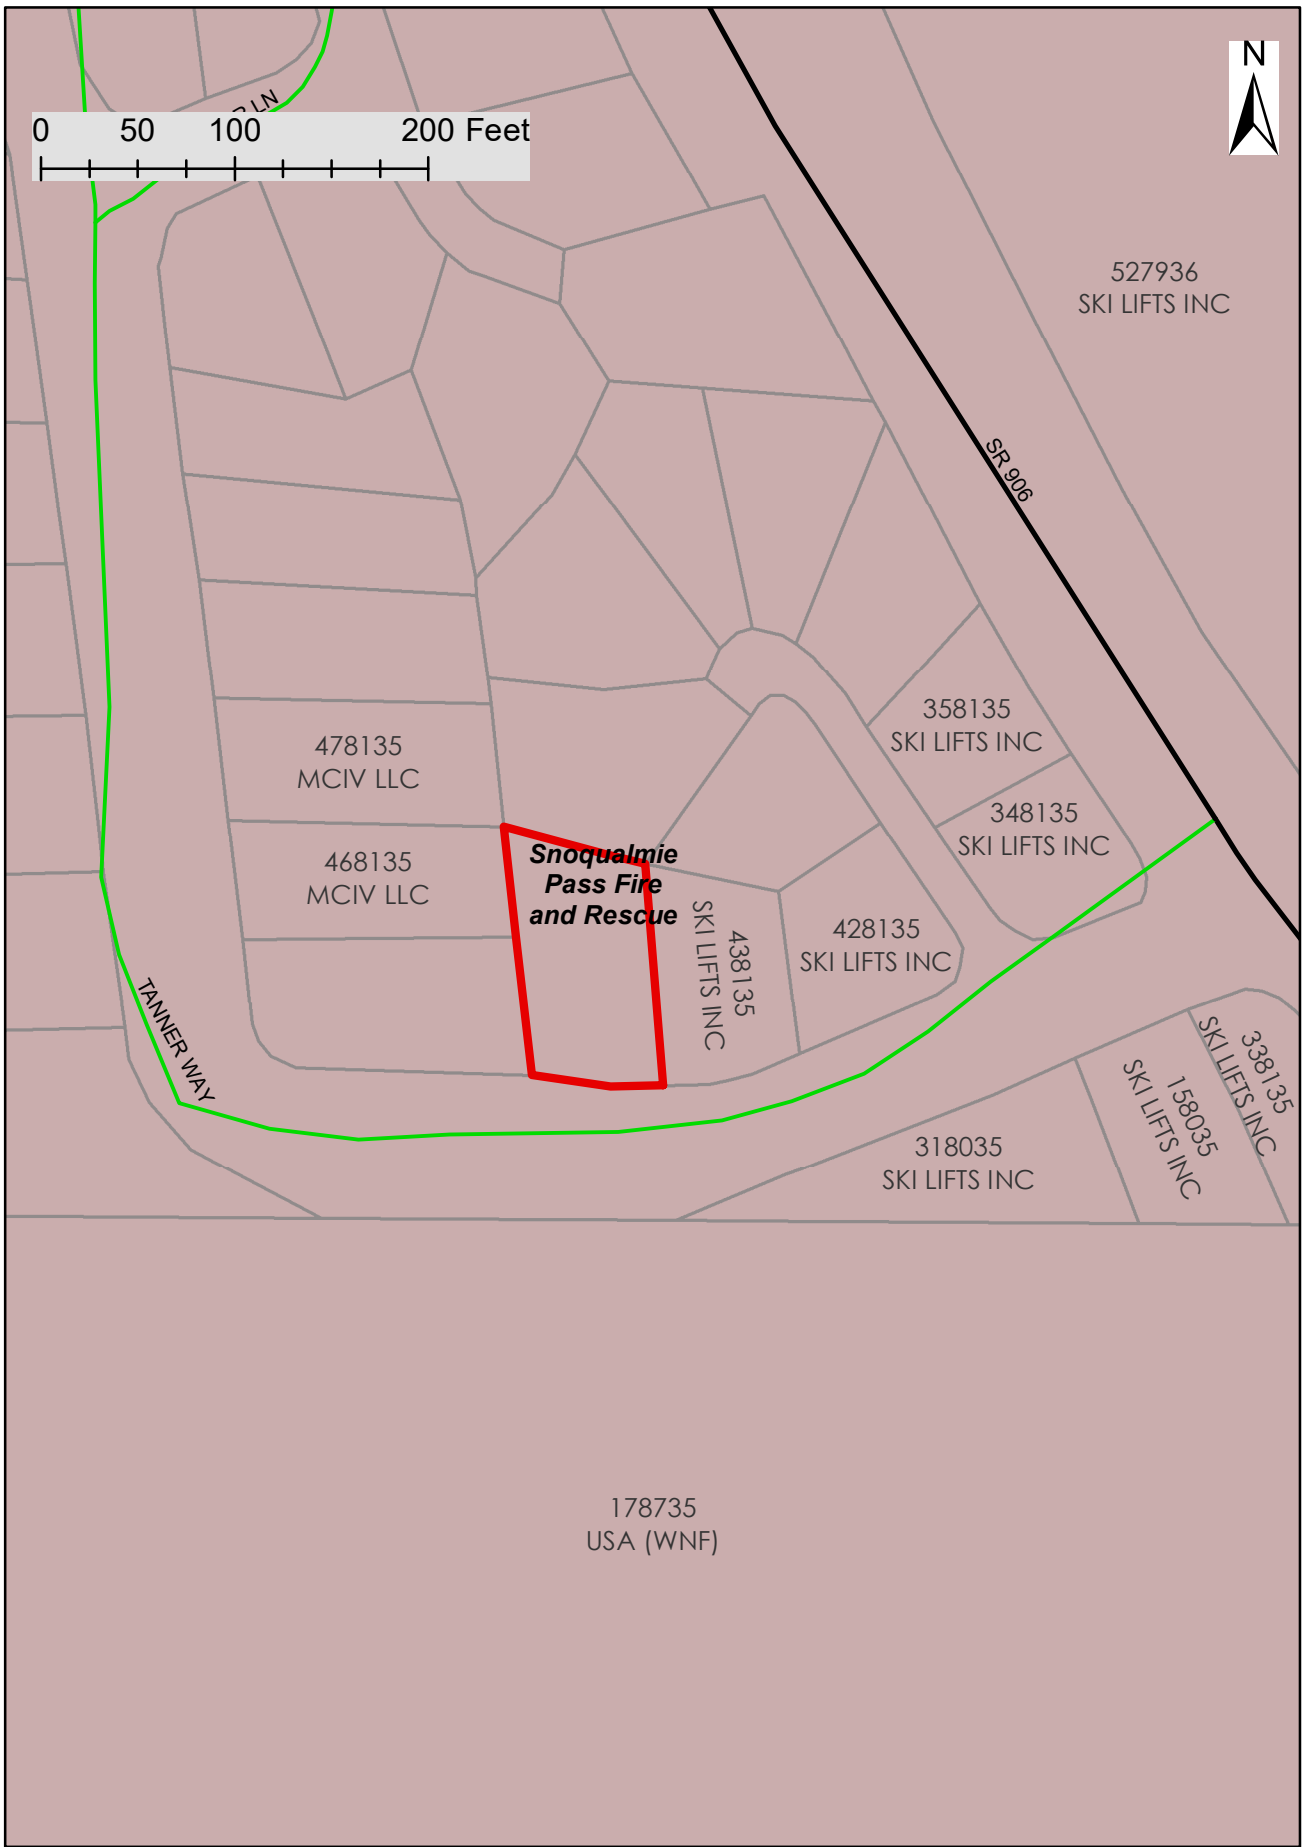 N
LN
0 50 100 200 Feet
527936
SKI LIFTS INC
SR 906
358135
SKI LIFTS INC
478135
MCIV LLC
348135
SKI LIFTS INC
468135
MCIV LLC
Snoqualmie
Pass Fire
and Rescue
438135
SKI LIFTS INC
428135
SKI LIFTS INC
TANNER WAY
338135
SKI LIFTS INC
158035
SKI LIFTS INC
318035
SKI LIFTS INC
178735
USA (WNF)